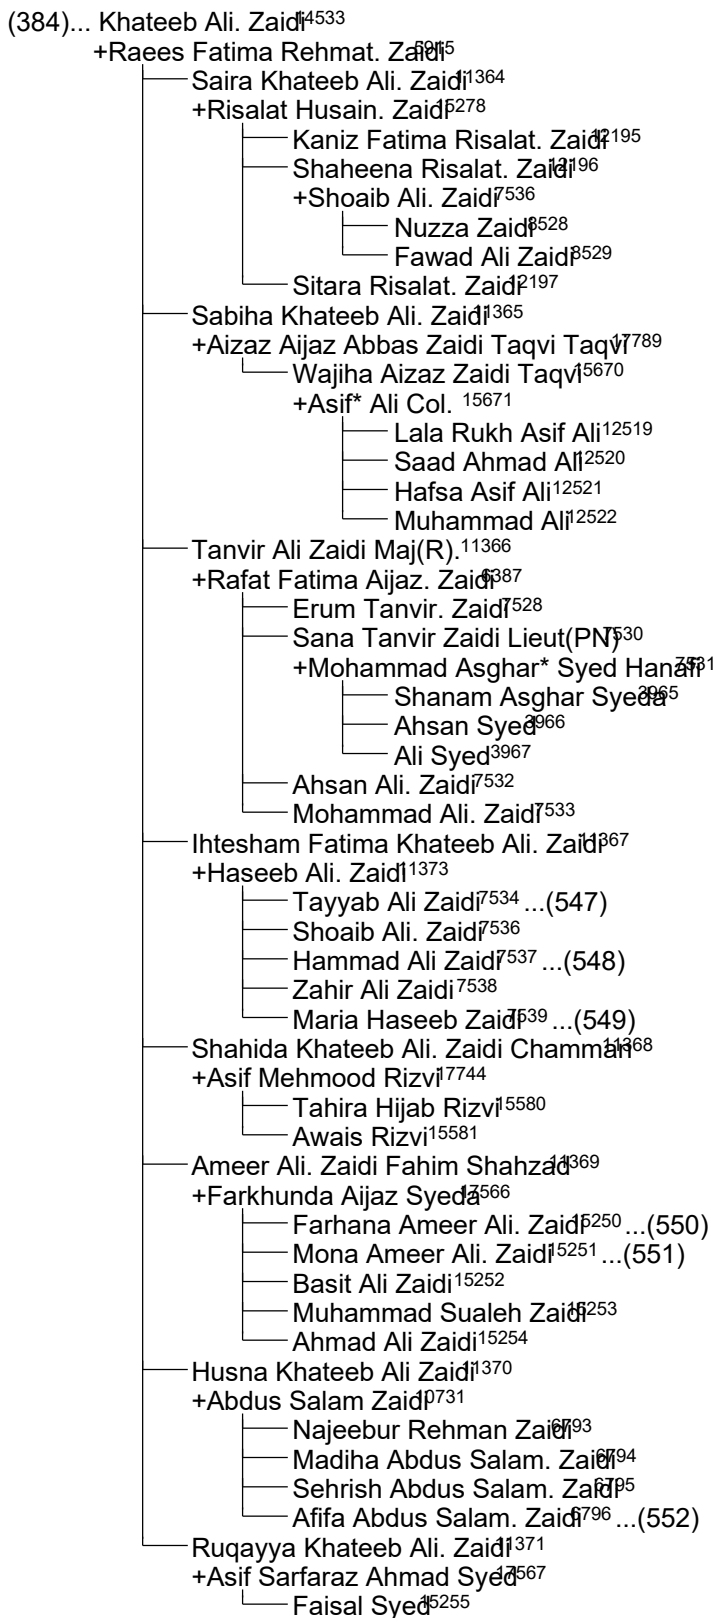 (384)... Khateeb Ali. Zaidi14533
+Raees Fatima Rehmat. Zaidi5915
Saira Khateeb Ali. Zaidi11364
+Risalat Husain. Zaidi15278
Kaniz Fatima Risalat. Zaidi12195
Shaheena Risalat. Zaidi12196
+Shoaib Ali. Zaidi7536
Nuzza Zaidi8528
Fawad Ali Zaidi8529
Sitara Risalat. Zaidi12197
Sabiha Khateeb Ali. Zaidi11365
+Aizaz Aijaz Abbas Zaidi Taqvi Taqvi17789
Wajiha Aizaz Zaidi Taqvi15670
+Asif* Ali Col. 15671
Lala Rukh Asif Ali12519
Saad Ahmad Ali12520
Hafsa Asif Ali12521
Muhammad Ali12522
Tanvir Ali Zaidi Maj(R).11366
+Rafat Fatima Aijaz. Zaidi6387
Erum Tanvir. Zaidi7528
Sana Tanvir Zaidi Lieut(PN)7530
+Mohammad Asghar* Syed Hanafi7531
Shanam Asghar Syeda3965
Ahsan Syed3966
Ali Syed3967
Ahsan Ali. Zaidi7532
Mohammad Ali. Zaidi7533
Ihtesham Fatima Khateeb Ali. Zaidi11367
+Haseeb Ali. Zaidi11373
Tayyab Ali Zaidi7534 ...(547)
Shoaib Ali. Zaidi7536
Hammad Ali Zaidi7537 ...(548)
Zahir Ali Zaidi7538
Maria Haseeb Zaidi7539 ...(549)
Shahida Khateeb Ali. Zaidi Chamman11368
+Asif Mehmood Rizvi17744
Tahira Hijab Rizvi15580
Awais Rizvi15581
Ameer Ali. Zaidi Fahim Shahzad11369
+Farkhunda Aijaz Syeda17566
Farhana Ameer Ali. Zaidi15250 ...(550)
Mona Ameer Ali. Zaidi15251 ...(551)
Basit Ali Zaidi15252
Muhammad Sualeh Zaidi15253
Ahmad Ali Zaidi15254
Husna Khateeb Ali Zaidi11370
+Abdus Salam Zaidi10731
Najeebur Rehman Zaidi6793
Madiha Abdus Salam. Zaidi6794
Sehrish Abdus Salam. Zaidi6795
Afifa Abdus Salam. Zaidi6796 ...(552)
Ruqayya Khateeb Ali. Zaidi11371
+Asif Sarfaraz Ahmad Syed17567
Faisal Syed15255